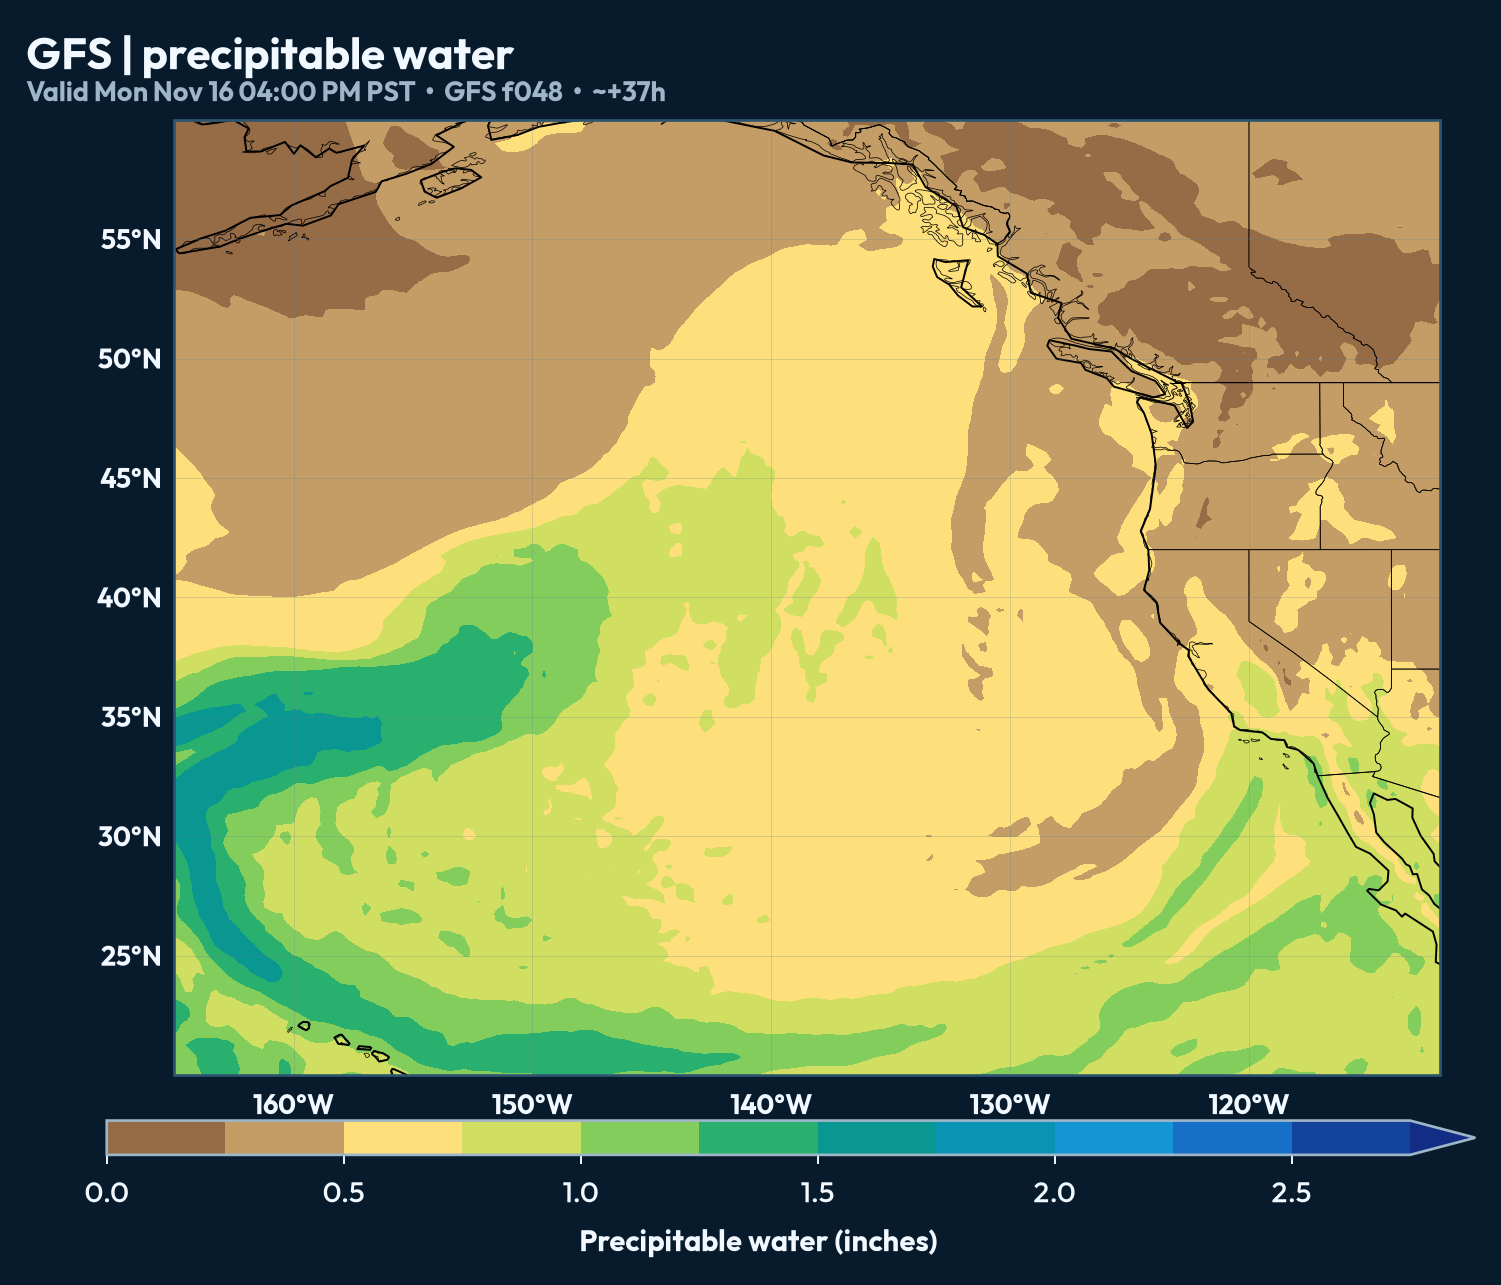 GFS | precipitable water
Valid Mon Nov 16 04:00 PM PST • GFS f048 • ~+37h
55°N
50°N
45°N
40°N
35°N
30°N
25°N
160°W 150°W 140°W 130°W 120°W
0.0 0.5 1.0 1.5 2.0 2.5
Precipitable water (inches)